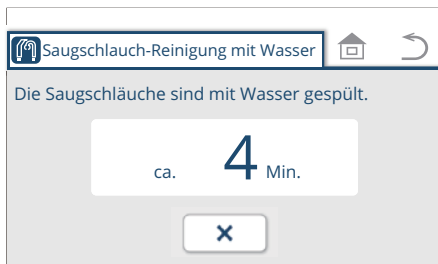 Saugschlauch-Reinigung mit Wasser
Die Saugschläuche sind mit Wasser gespült.
ca. 4 Min.